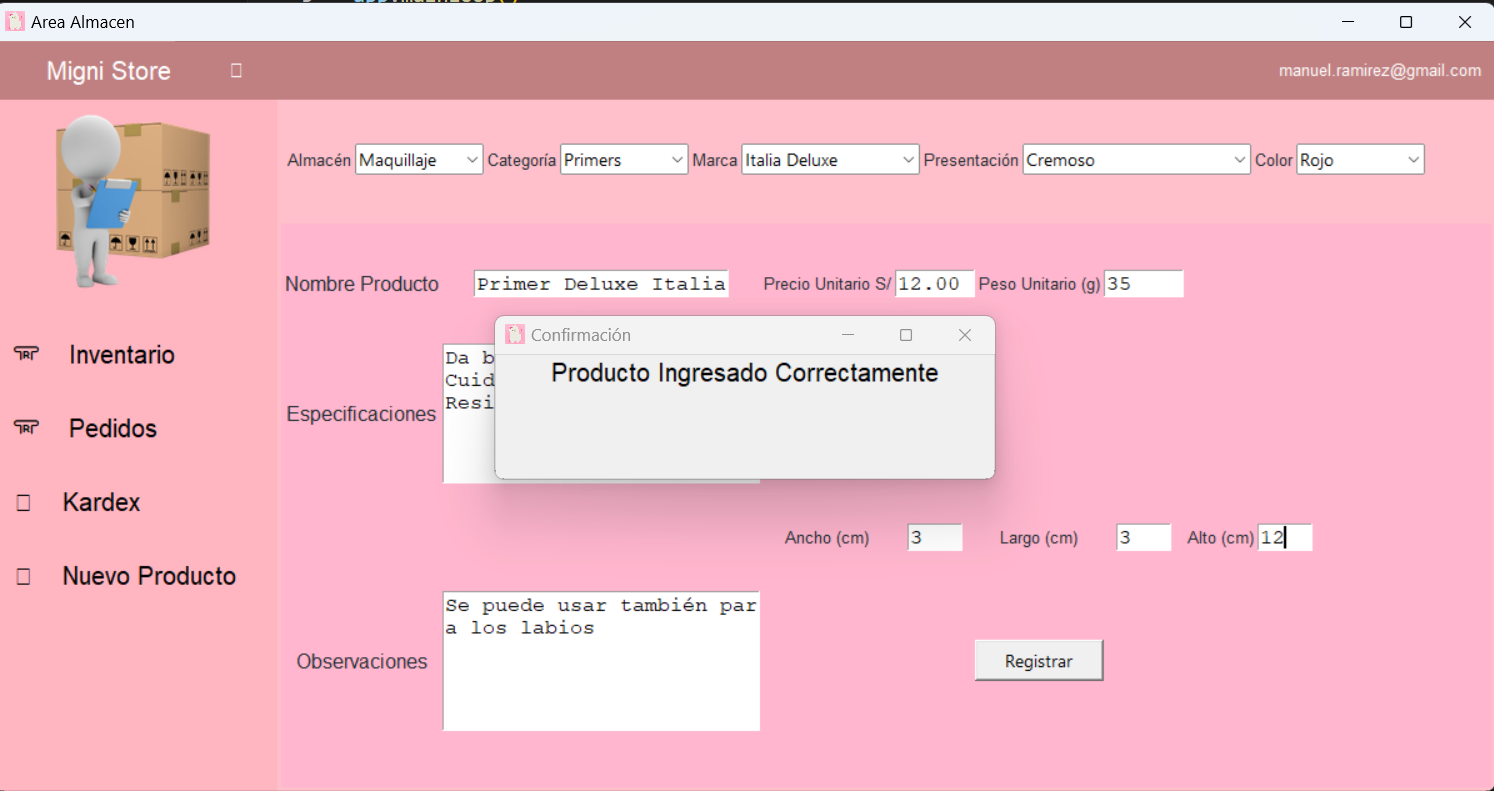 Area Almacen
Migni Store
manuel.ramirez@gmail.com
Almacén Maquillaje Categoría Primers Marca Italia Deluxe Presentación Cremoso Color Rojo
Nombre Producto Primer Deluxe Italia Precio Unitario S/ 12.00 Peso Unitario (g) 35
Confirmación
Producto Ingresado Correctamente
Inventario
Pedidos
Kardex
Nuevo Producto
Especificaciones
Da
Ancho (cm) 3 Largo (cm) 3 Alto (cm) 12
Observaciones
Se puede usar también par
a los labios
Registrar